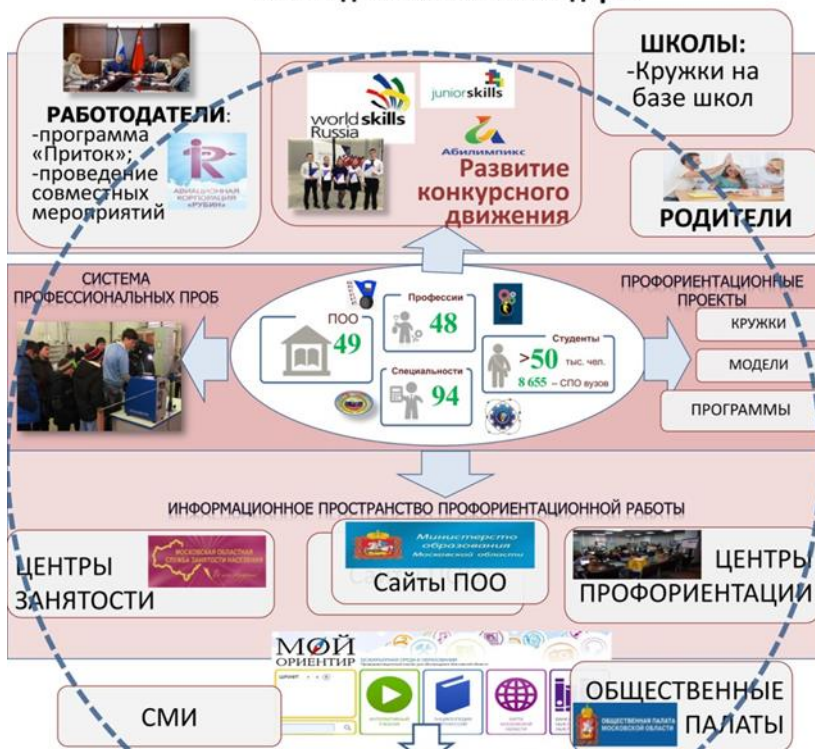 ШКОЛЫ:
-Кружки на
базе школ
РАБОТОДАТЕЛИ:
-программа
«Приток»;
-проведение
совместных
мероприятий
АВИАЦИОННАЯ
КОРПОРАЦИЯ
«РУБИН»
world skills
Russia
juniorskills
Абилимпикс
Развитие
конкурсного
движения
РОДИТЕЛИ
СИСТЕМА
ПРОФЕССИОНАЛЬНЫХ ПРОБ
ПОО
49
Профессии
48
Специальности
94
Студенты
>50 тыс. чел.
8 655 – СПО вузов
ПРОФОРИЕНТАЦИОННЫЕ
ПРОЕКТЫ
КРУЖКИ
МОДЕЛИ
ПРОГРАММЫ
ИНФОРМАЦИОННОЕ ПРОСТРАНСТВО ПРОФОРИЕНТАЦИОННОЙ РАБОТЫ
ЦЕНТРЫ
ЗАНЯТОСТИ
МОСКОВСКАЯ ОБЛАСТНАЯ
СЛУЖБА ЗАНЯТОСТИ НАСЕЛЕНИЯ
Министерство
образования
Московской области
Сайты ПОО
ЦЕНТРЫ
ПРОФОРИЕНТАЦИИ
МОЙ
ОРИЕНТИР
СМИ
ОБЩЕСТВЕННЫЕ
ПАЛАТЫ
ОБЩЕСТВЕННАЯ ПАЛАТА
МОСКОВСКОЙ ОБЛАСТИ